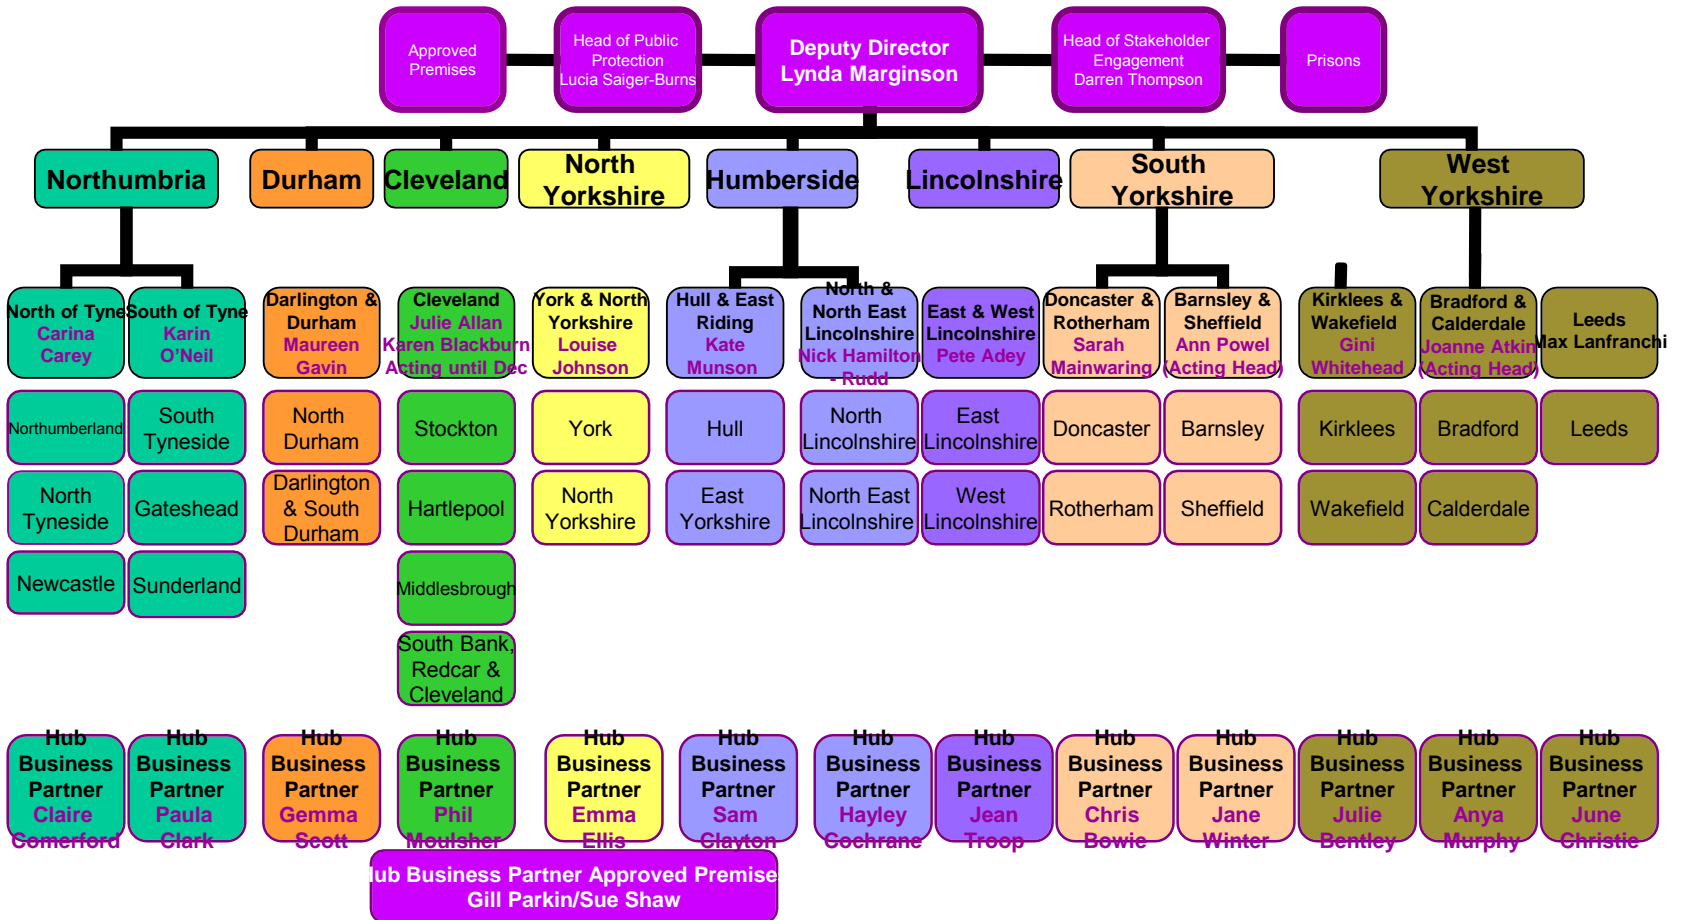 Approved
Premises
Head of Public
Protection
Lucia Saiger-Burns
Deputy Director
Lynda Marginson
Head of Stakeholder
Engagement
Darren Thompson
Prisons
Northumbria
Durham
Cleveland
North
Yorkshire
Humberside
Lincolnshire
South
Yorkshire
West
Yorkshire
North of Tyne
Carina
Carey
South of Tyne
Karin
O'Neil
Darlington &
Durham
Maureen
Gavin
Cleveland
Julie Allan
Karen Blackburn
Acting until Dec
York & North
Yorkshire
Louise
Johnson
Hull & East
Riding
Kate
Munson
North &
North East
Lincolnshire
Nick Hamilton
- Rudd
East & West
Lincolnshire
Pete Adey
Doncaster &
Rotherham
Sarah
Mainwaring
Barnsley &
Sheffield
Ann Powel
(Acting Head)
Kirklees &
Wakefield
Gini
Whitehead
Bradford &
Calderdale
Joanne Atkin
(Acting Head)
Leeds
Max Lanfranchi
Northumberland
South
Tyneside
North
Durham
Stockton
York
Hull
North
Lincolnshire
East
Lincolnshire
Doncaster
Barnsley
Kirklees
Bradford
Leeds
North
Tyneside
Gateshead
Darlington
& South
Durham
Hartlepool
North
Yorkshire
East
Yorkshire
North East
Lincolnshire
West
Lincolnshire
Rotherham
Sheffield
Wakefield
Calderdale
Newcastle
Sunderland
Middlesbrough
South Bank,
Redcar &
Cleveland
Hub
Business
Partner
Claire
Comerford
Hub
Business
Partner
Paula
Clark
Hub
Business
Partner
Gemma
Scott
Hub
Business
Partner
Phil
Moulsher
Hub
Business
Partner
Emma
Ellis
Hub
Business
Partner
Sam
Clayton
Hub
Business
Partner
Hayley
Cochrane
Hub
Business
Partner
Jean
Troop
Hub
Business
Partner
Chris
Bowie
Hub
Business
Partner
Jane
Winter
Hub
Business
Partner
Julie
Bentley
Hub
Business
Partner
Anya
Murphy
Hub
Business
Partner
June
Christie
ub Business Partner Approved Premise
Gill Parkin/Sue Shaw